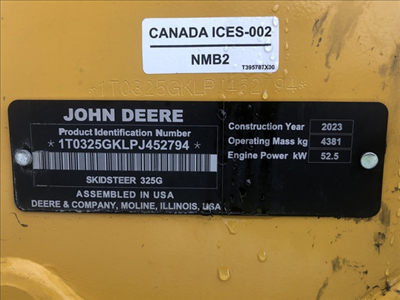 CANADA ICES-002
NMB2
T395787X30
*1T0325GKLPJ452794*
JOHN DEERE
Product Identification Number
* 1T0325GKLPJ452794 *
SKIDSTEER 325G
ASSEMBLED IN USA
DEERE & COMPANY, MOLINE, ILLINOIS, USA
Construction Year 2023
Operating Mass kg 4381
Engine Power kW 52.5